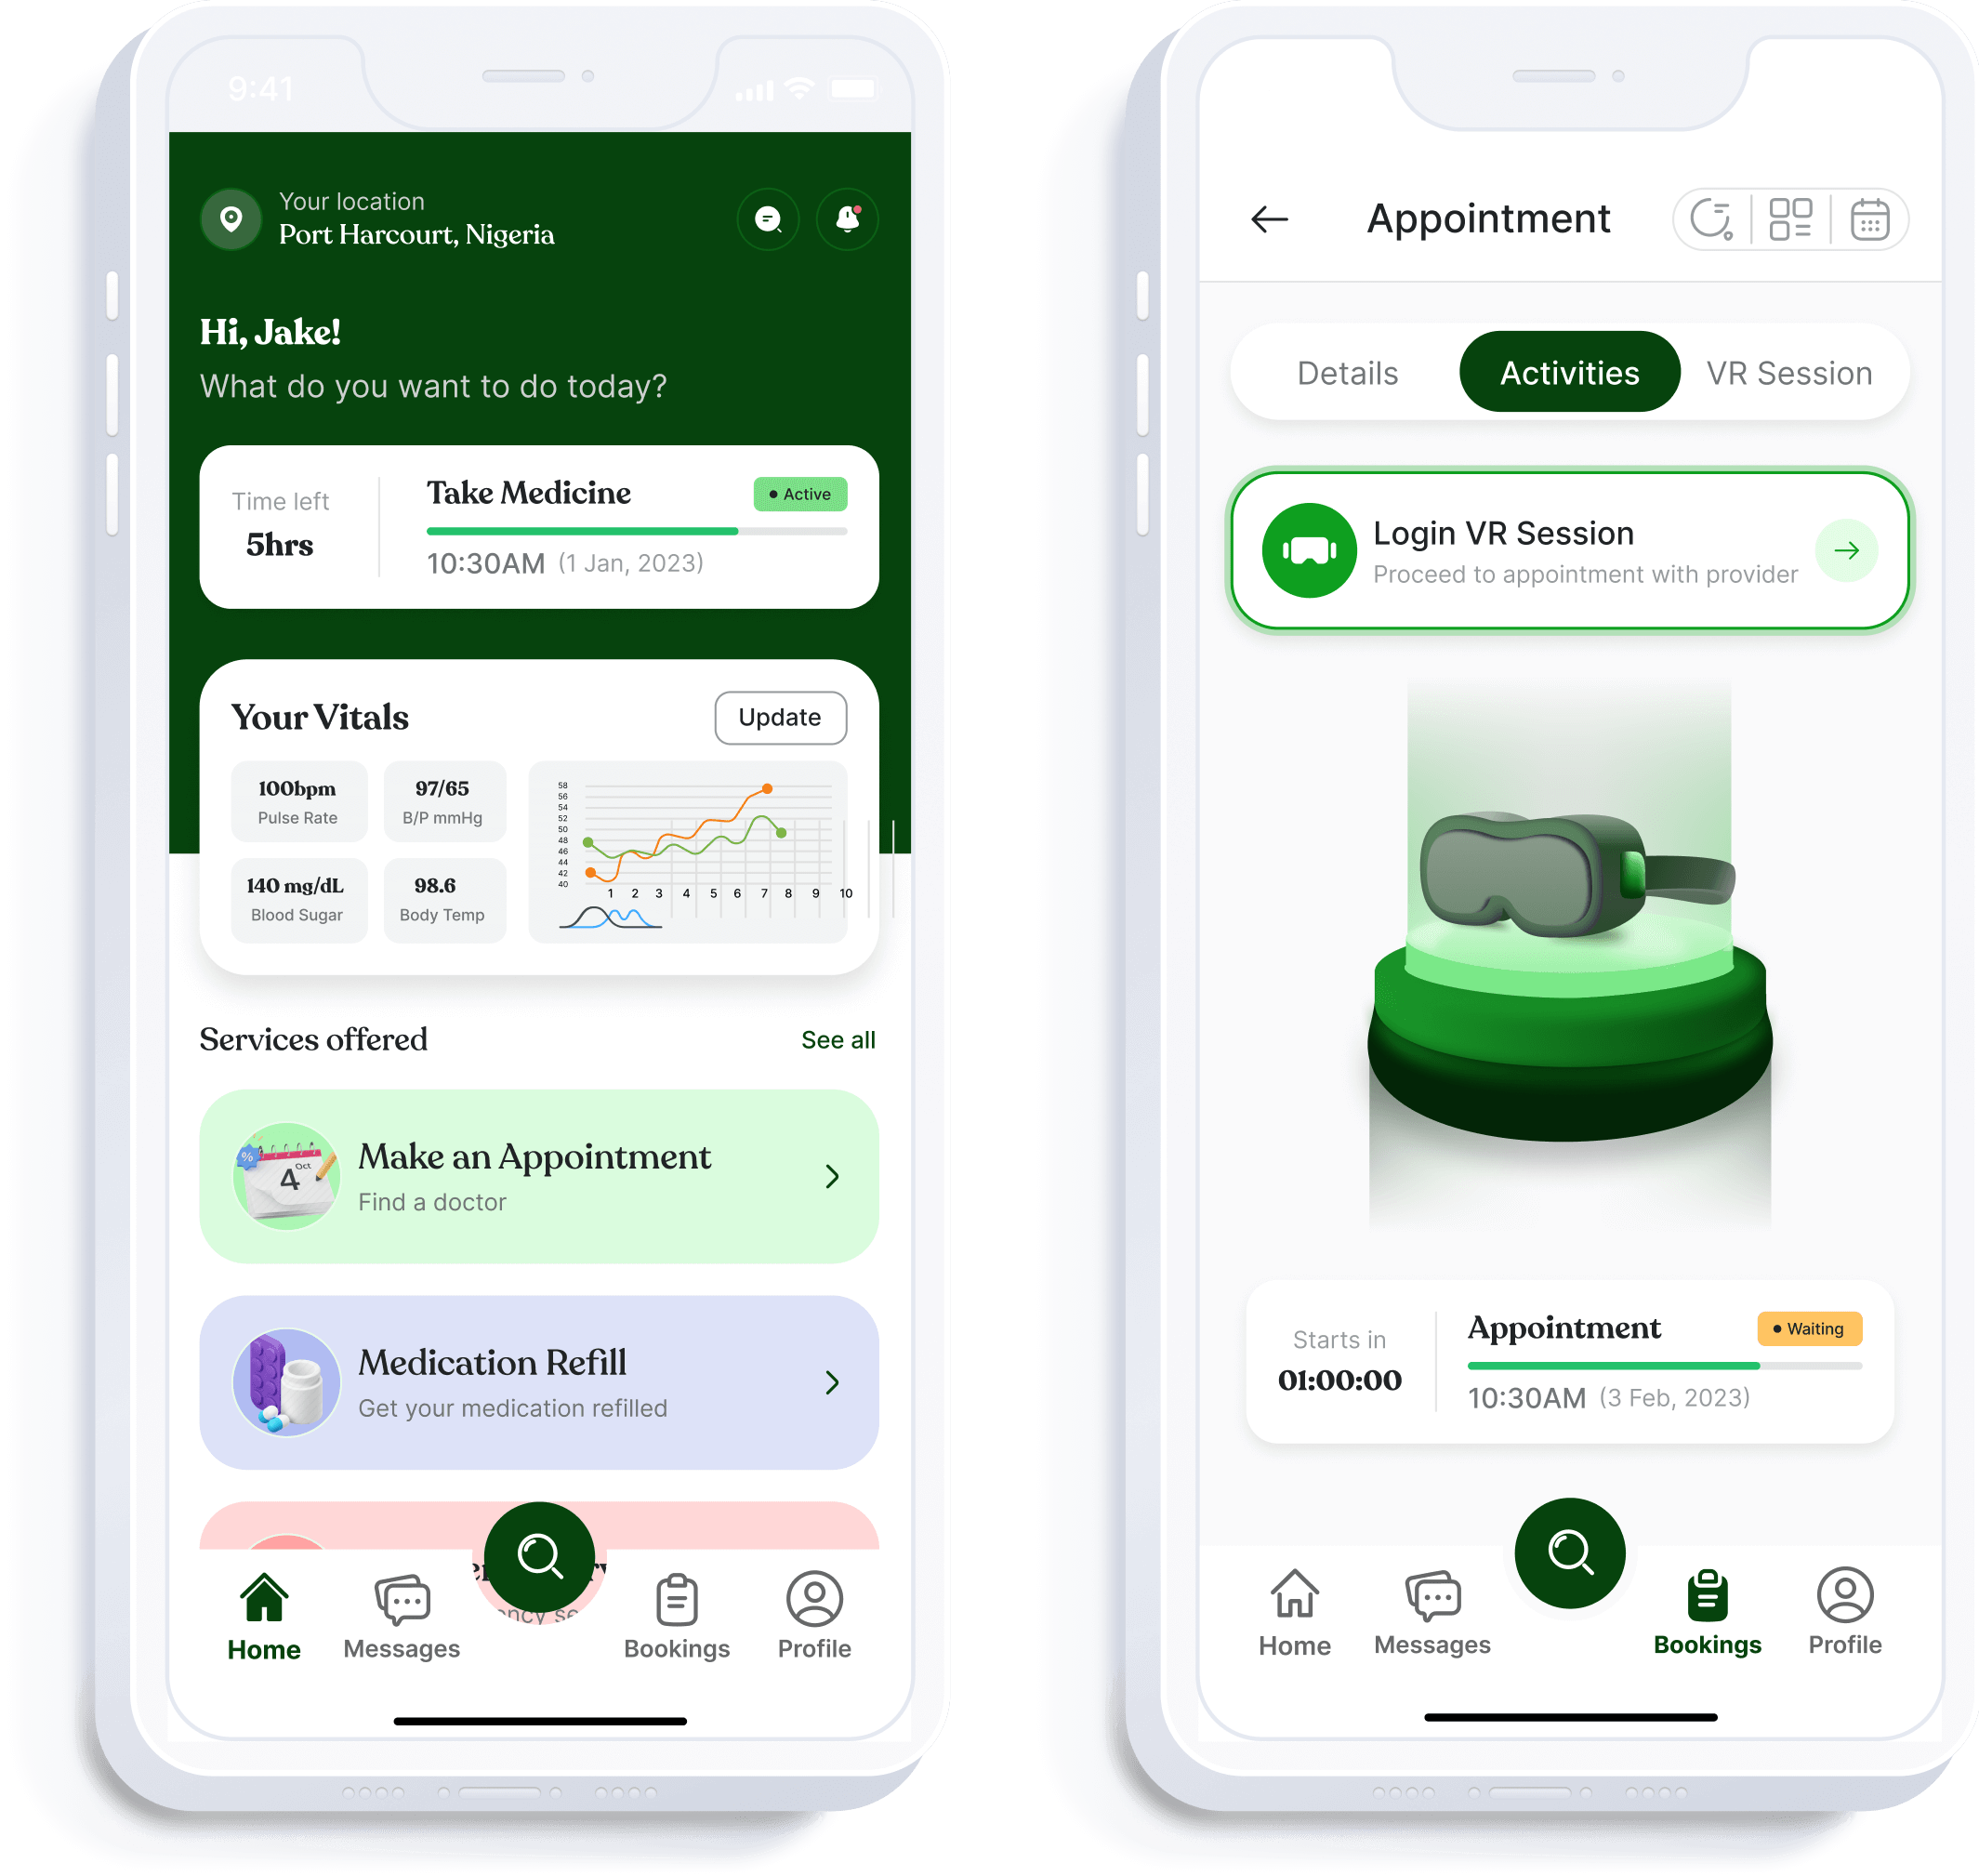 9:41
Your location
Port Harcourt, Nigeria
Hi, Jake!
What do you want to do today?
Time left
5hrs
Take Medicine
Active
10:30AM (1 Jan, 2023)
Your Vitals
Update
100bpm
Pulse Rate
97/65
B/P mmHg
140 mg/dL
Blood Sugar
98.6
Body Temp
58
56
54
52
50
48
46
44
42
40
1 2 3 4 5 6 7 8 9 10
Services offered
See all
%
4 Oct
Make an Appointment
Find a doctor
Medication Refill
Get your medication refilled
Home
Messages
Bookings
Profile
Appointment
Details
Activities
VR Session
Login VR Session
Proceed to appointment with provider
Starts in
01:00:00
Appointment
Waiting
10:30AM (3 Feb, 2023)
Home
Messages
Bookings
Profile